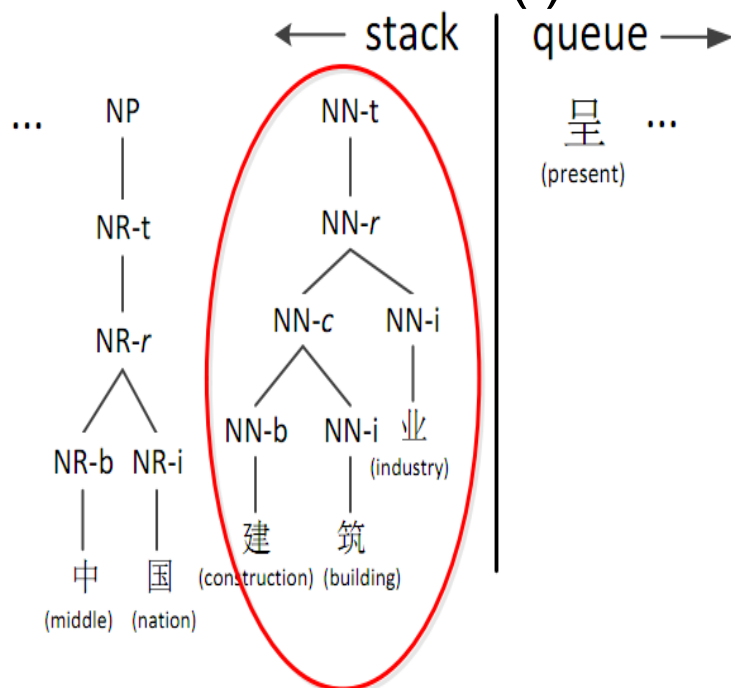 stack queue
... NP NN-t 呈 ...
(present)
NR-t NN-r
NR-r NN-c NN-i
NR-b NR-i NN-b NN-i 业
(industry)
中 国 建 筑
(middle) (nation) (construction) (building)